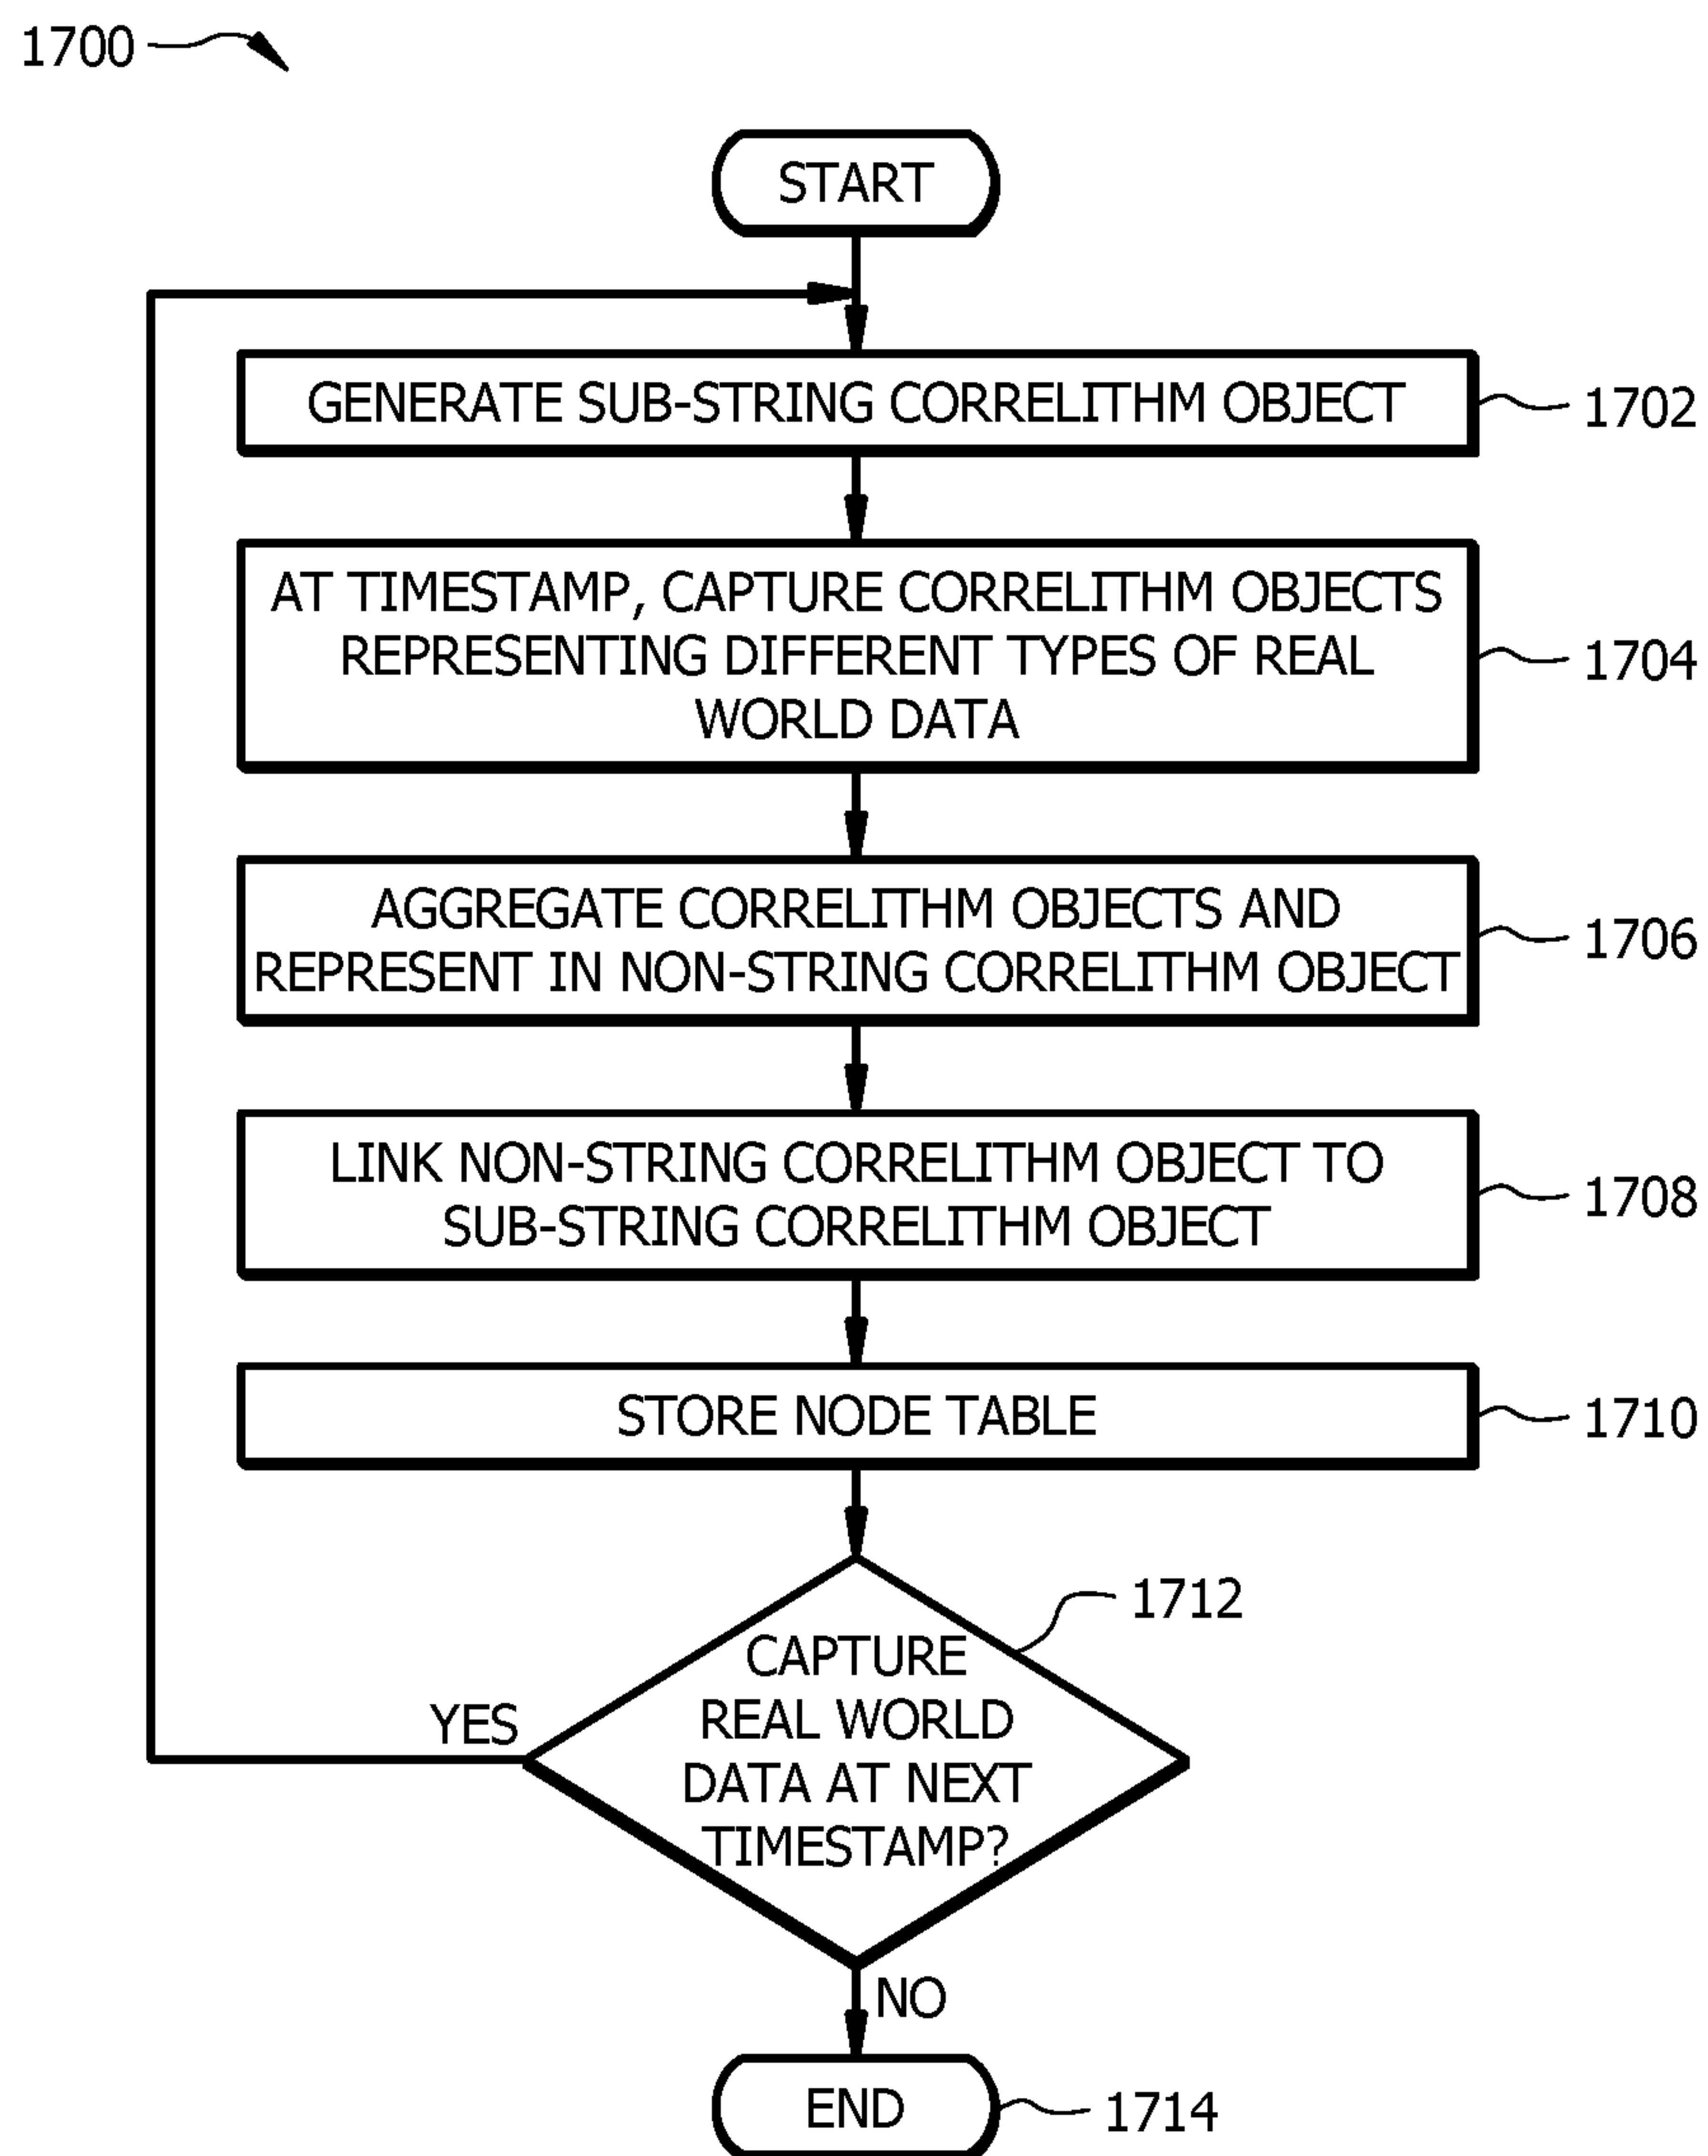 1700
START
GENERATE SUB-STRING CORRELITHM OBJECT
1702
AT TIMESTAMP, CAPTURE CORRELITHM OBJECTS
REPRESENTING DIFFERENT TYPES OF REAL
WORLD DATA
1704
AGGREGATE CORRELITHM OBJECTS AND
REPRESENT IN NON-STRING CORRELITHM OBJECT
1706
LINK NON-STRING CORRELITHM OBJECT TO
SUB-STRING CORRELITHM OBJECT
1708
STORE NODE TABLE
1710
1712
CAPTURE
REAL WORLD
DATA AT NEXT
TIMESTAMP?
YES
NO
END
1714